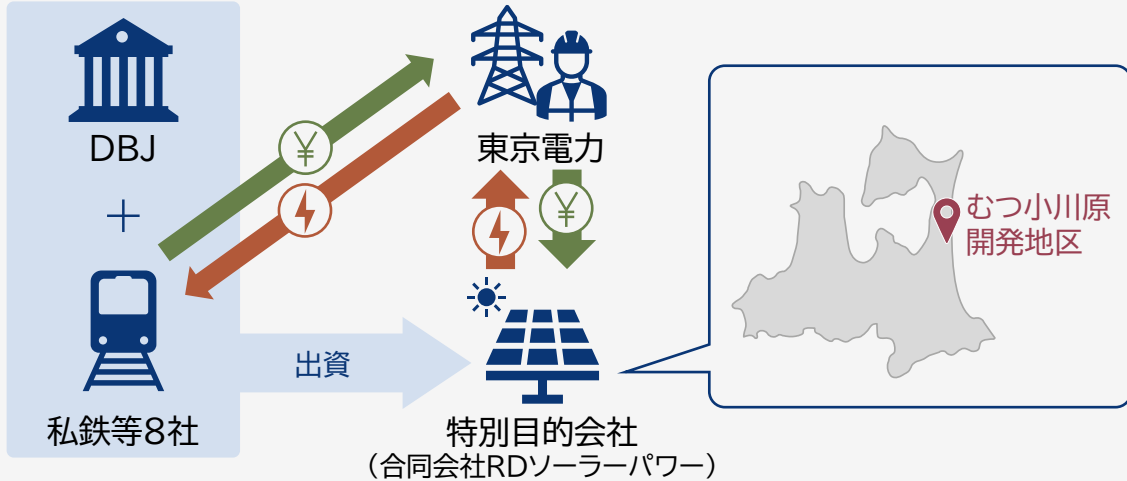 DBJ
+
私鉄等8社
¥
東京電力
¥
出資
特別目的会社
（合同会社RDソーラーパワー）
むつ小川原
開発地区